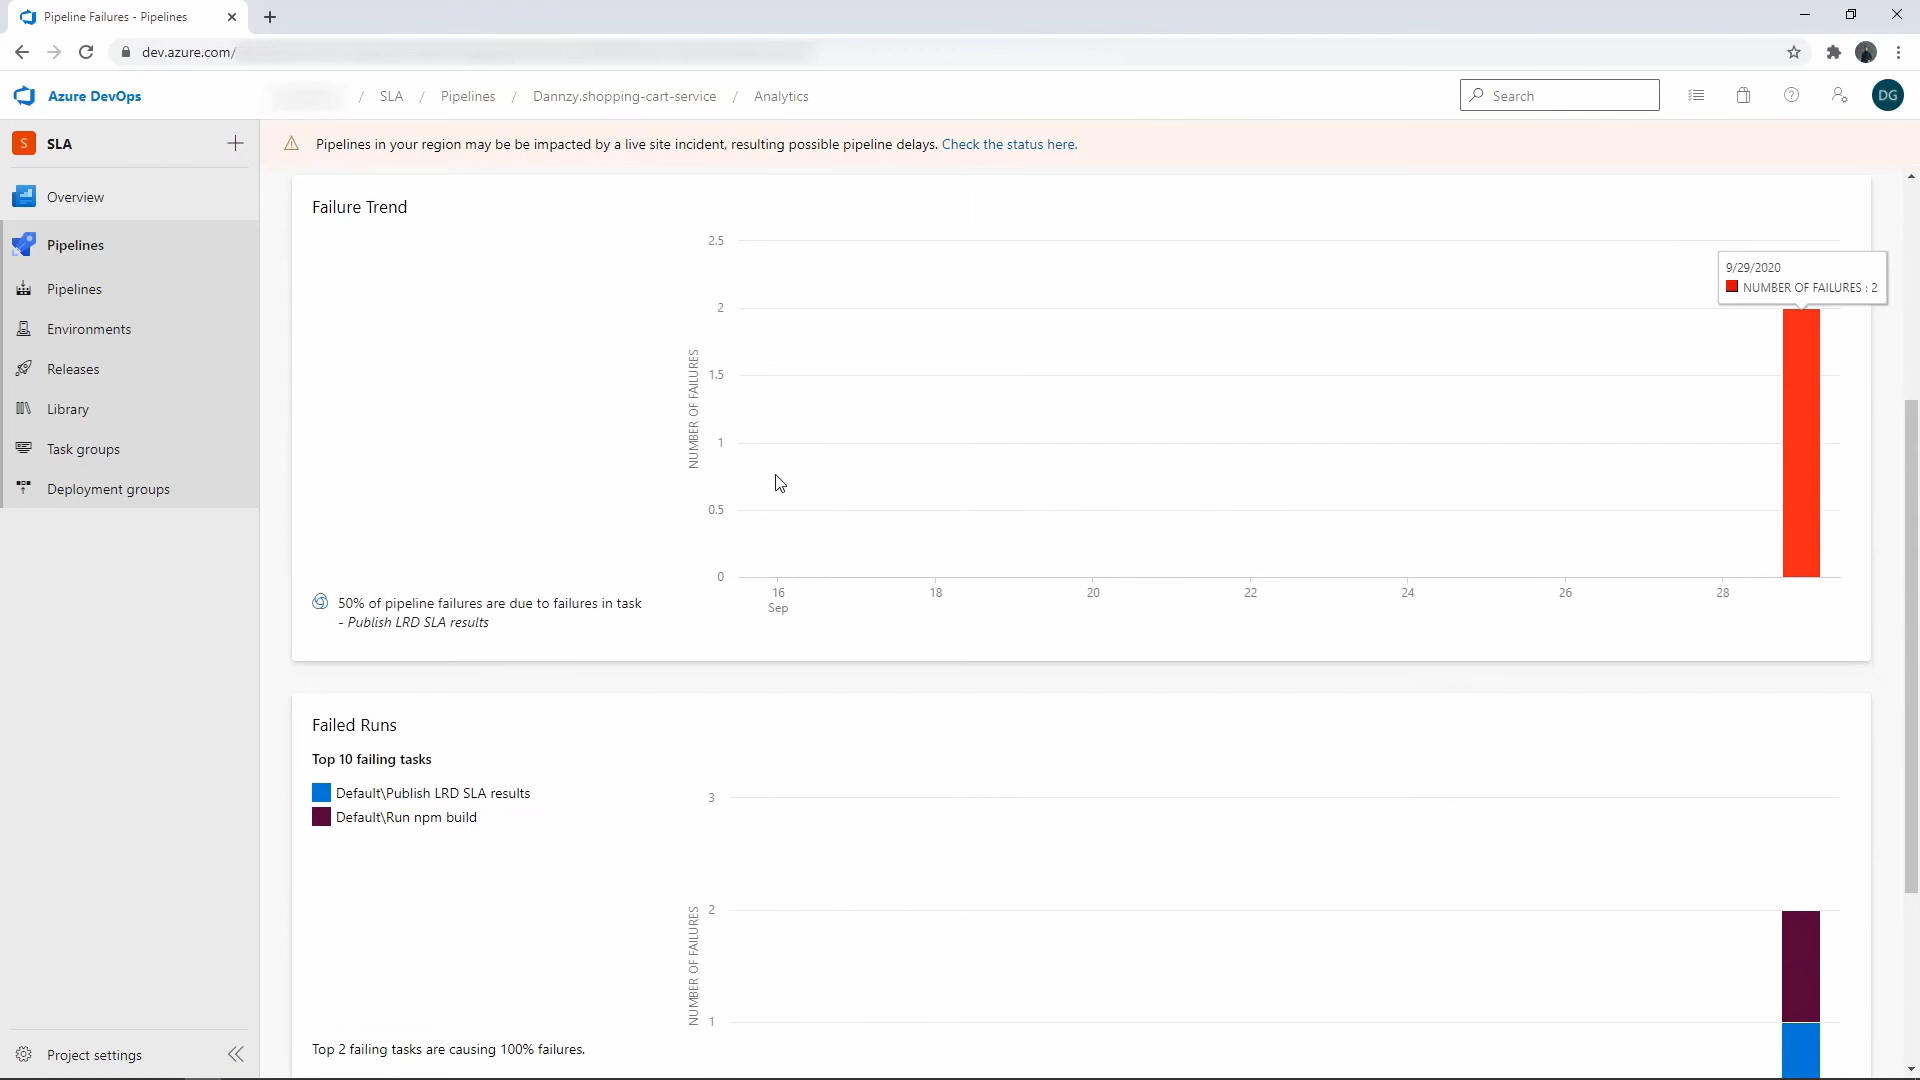 Pipeline Failures - Pipelines
dev.azure.com/
Azure DevOps
/ SLA / Pipelines / Dannzy.shopping-cart-service / Analytics
Search
DG
S SLA
Overview
Pipelines
Pipelines
Environments
Releases
Library
Task groups
Deployment groups
Project settings
Pipelines in your region may be be impacted by a live site incident, resulting possible pipeline delays. Check the status here.
Failure Trend
NUMBER OF FAILURES
2.5
2
1.5
1
0.5
0
16
Sep
18
20
22
24
26
28
9/29/2020
NUMBER OF FAILURES : 2
50% of pipeline failures are due to failures in task
- Publish LRD SLA results
Failed Runs
Top 10 failing tasks
Default\Publish LRD SLA results
Default\Run npm build
NUMBER OF FAILURES
3
2
1
Top 2 failing tasks are causing 100% failures.